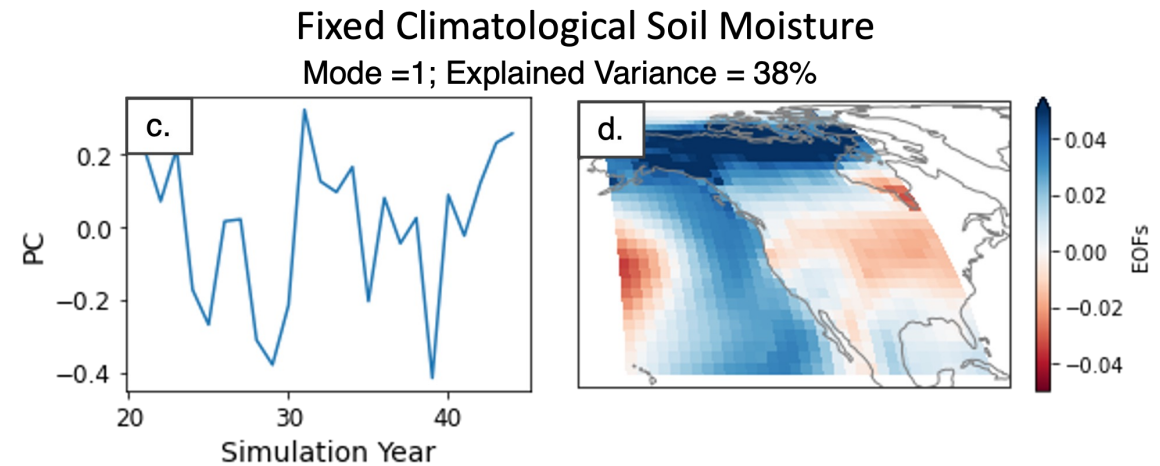 Fixed Climatological Soil Moisture
Mode =1; Explained Variance = 38%
c.
0.2
0.0
−0.2
−0.4
PC
20
30
40
Simulation Year
d.
0.04
0.02
0.00
−0.02
−0.04
EOFs